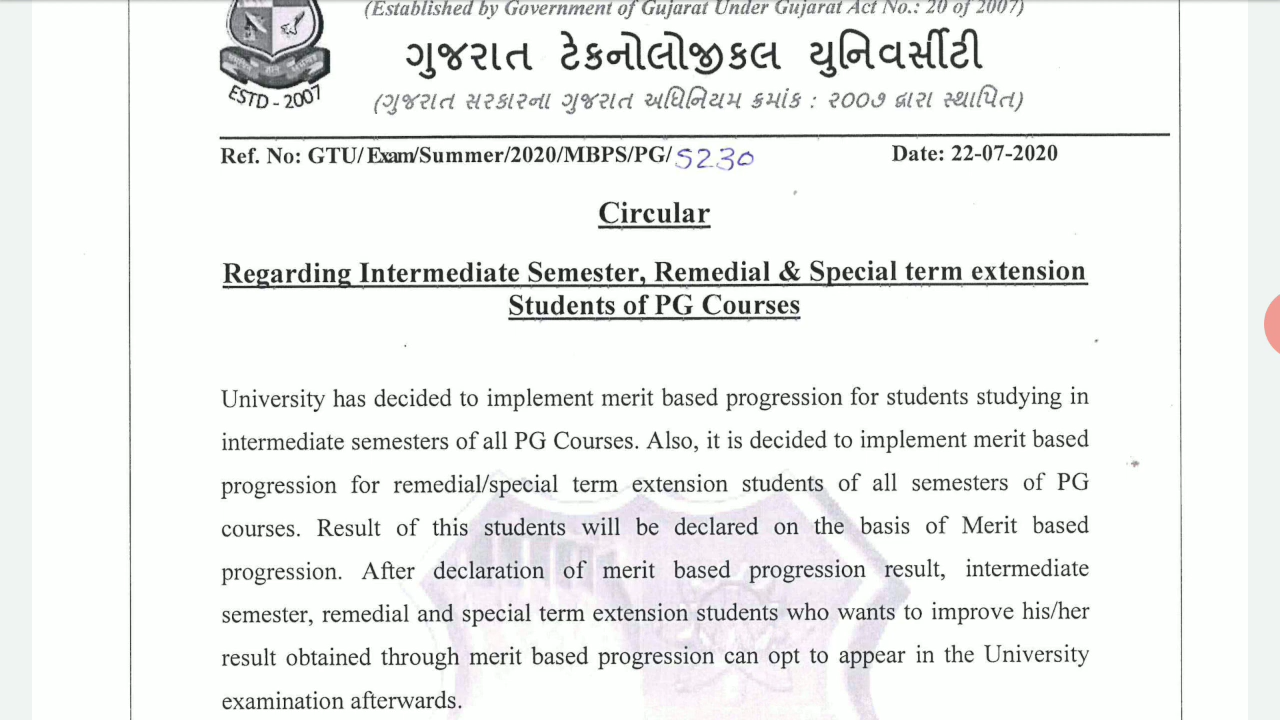 (Established by Government of Gujarat Under Gujarat Act No.: 20 of 2007)
ગુજરાત ટેકનોલોજીકલ યુનિવર્સીટી
(ગુજરાત સરકારના ગુજરાત અધિનિયમ ક્રમાંક : ૨૦૦૭ દ્વારા સ્થાપિત)
ESTD - 2007
Ref. No: GTU/Exam/Summer/2020/MBPS/PG/5230
Date: 22-07-2020
Circular
Regarding Intermediate Semester, Remedial & Special term extension
Students of PG Courses
University has decided to implement merit based progression for students studying in
intermediate semesters of all PG Courses. Also, it is decided to implement merit based
progression for remedial/special term extension students of all semesters of PG
courses. Result of this students will be declared on the basis of Merit based
progression. After declaration of merit based progression result, intermediate
semester, remedial and special term extension students who wants to improve his/her
result obtained through merit based progression can opt to appear in the University
examination afterwards.